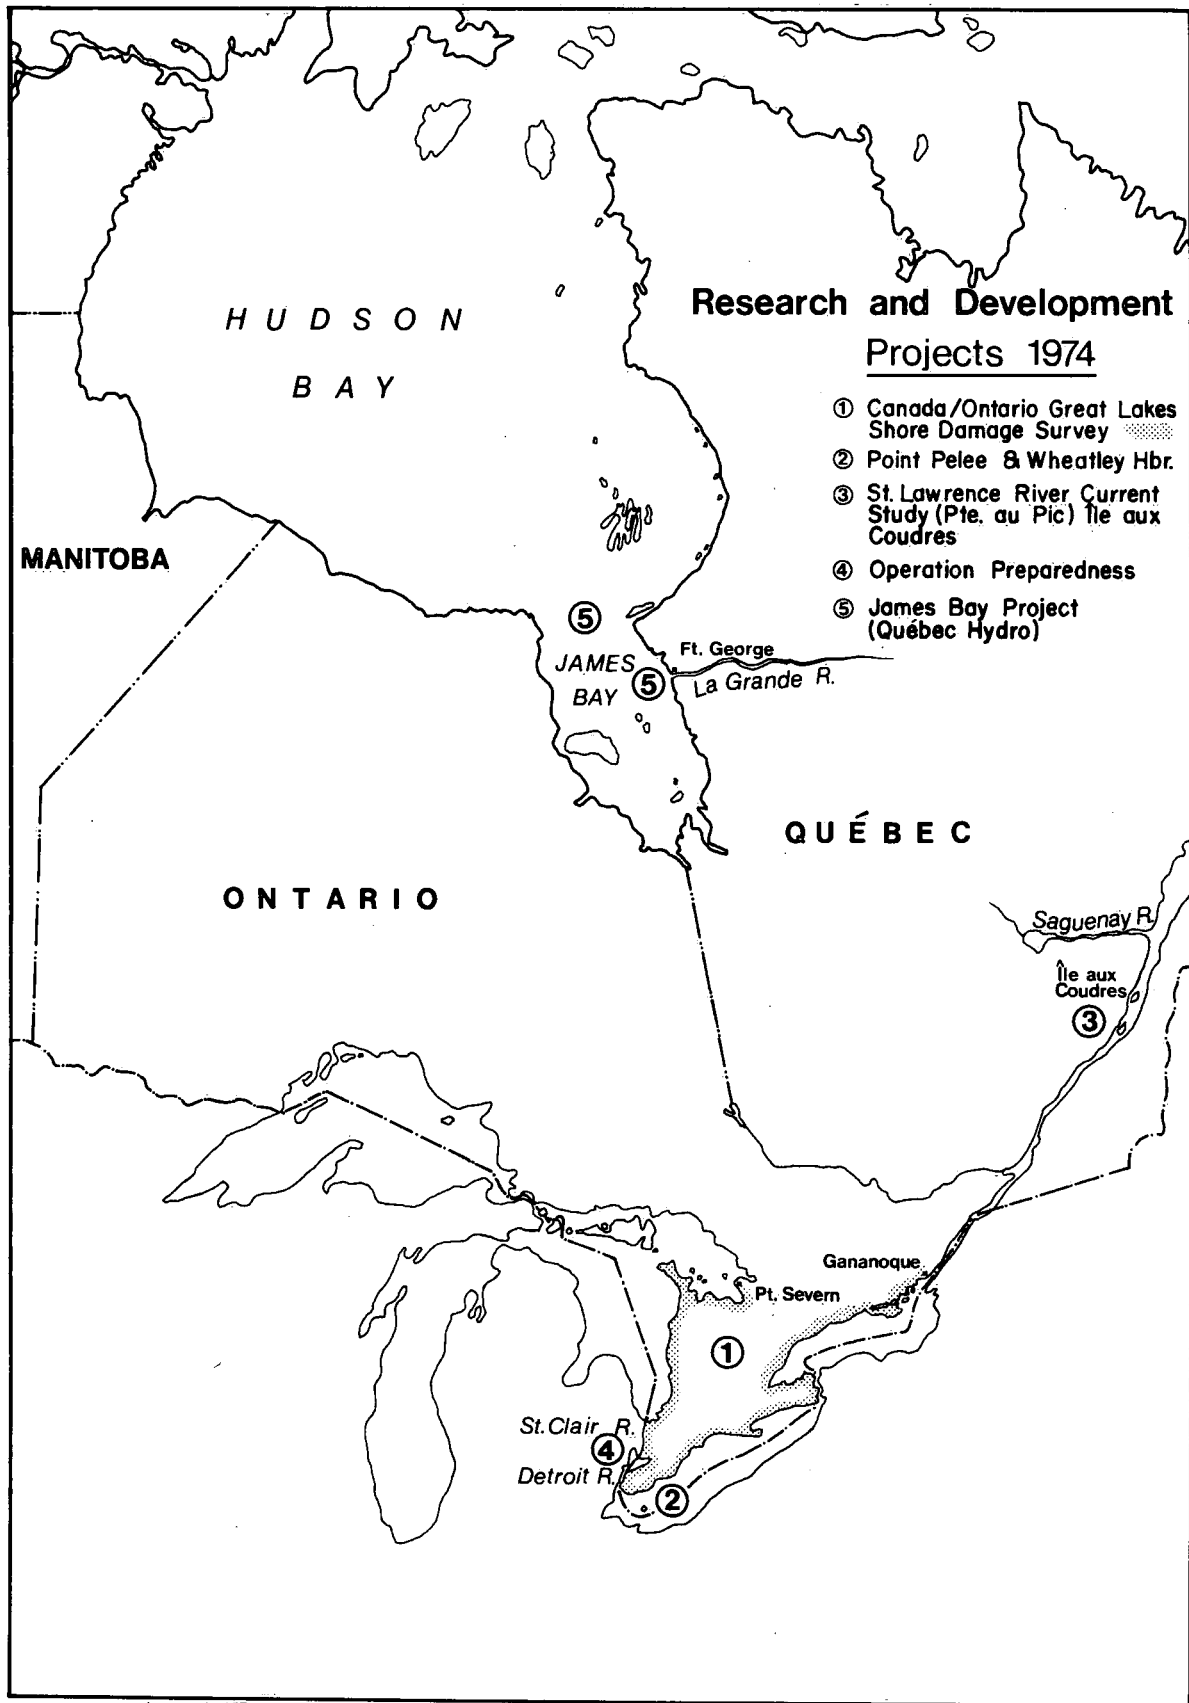 Research and Development
Projects 1974
① Canada/Ontario Great Lakes
Shore Damage Survey
② Point Pelee & Wheatley Hbr.
③ St. Lawrence River Current
Study (Pte. au Pic) Île aux
Coudres
④ Operation Preparedness
⑤ James Bay Project
(Québec Hydro)
HUDSON
BAY
MANITOBA
⑤
JAMES
BAY
⑤
Ft. George
La Grande R.
QUÉBEC
ONTARIO
Saguenay R.
Île aux
Coudres
③
Gananoque
Pt. Severn
①
St. Clair R.
④
Detroit R.
②